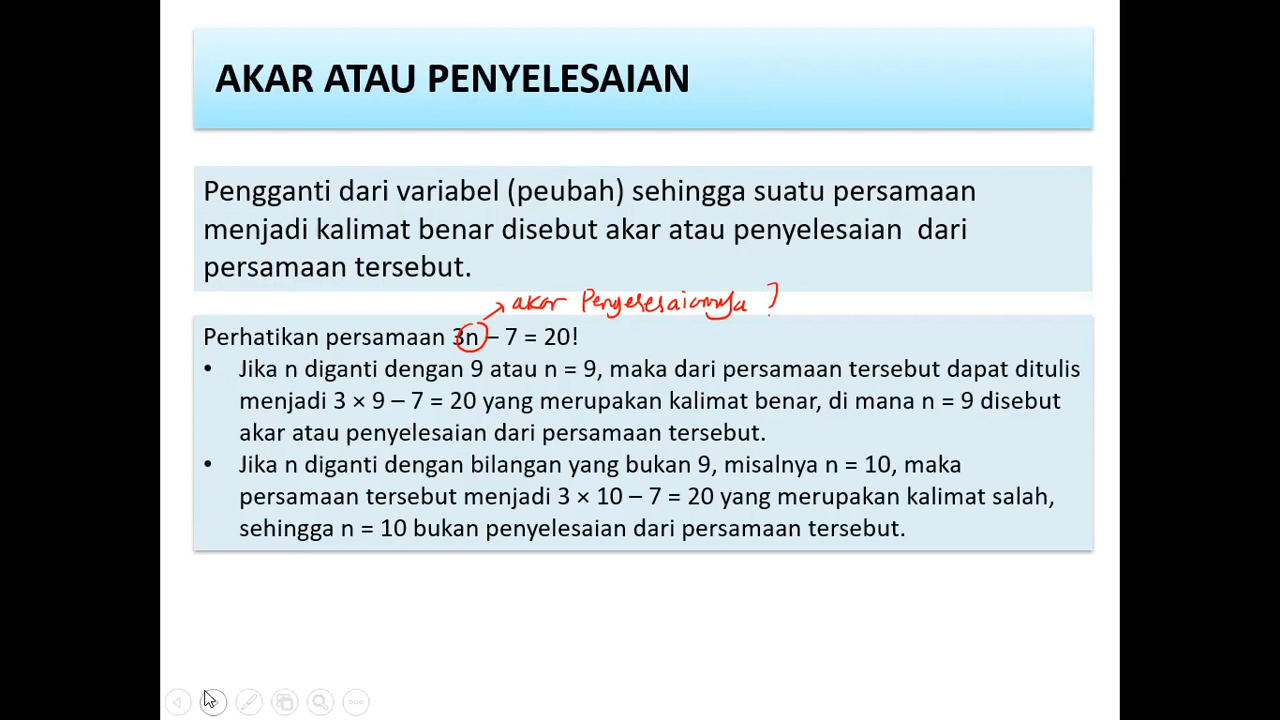 AKAR ATAU PENYELESAIAN
Pengganti dari variabel (peubah) sehingga suatu persamaan
menjadi kalimat benar disebut akar atau penyelesaian dari
persamaan tersebut.
akar Pengelesaiannya ?
Perhatikan persamaan 3n – 7 = 20!
• Jika n diganti dengan 9 atau n = 9, maka dari persamaan tersebut dapat ditulis
menjadi 3 × 9 – 7 = 20 yang merupakan kalimat benar, di mana n = 9 disebut
akar atau penyelesaian dari persamaan tersebut.
• Jika n diganti dengan bilangan yang bukan 9, misalnya n = 10, maka
persamaan tersebut menjadi 3 × 10 – 7 = 20 yang merupakan kalimat salah,
sehingga n = 10 bukan penyelesaian dari persamaan tersebut.